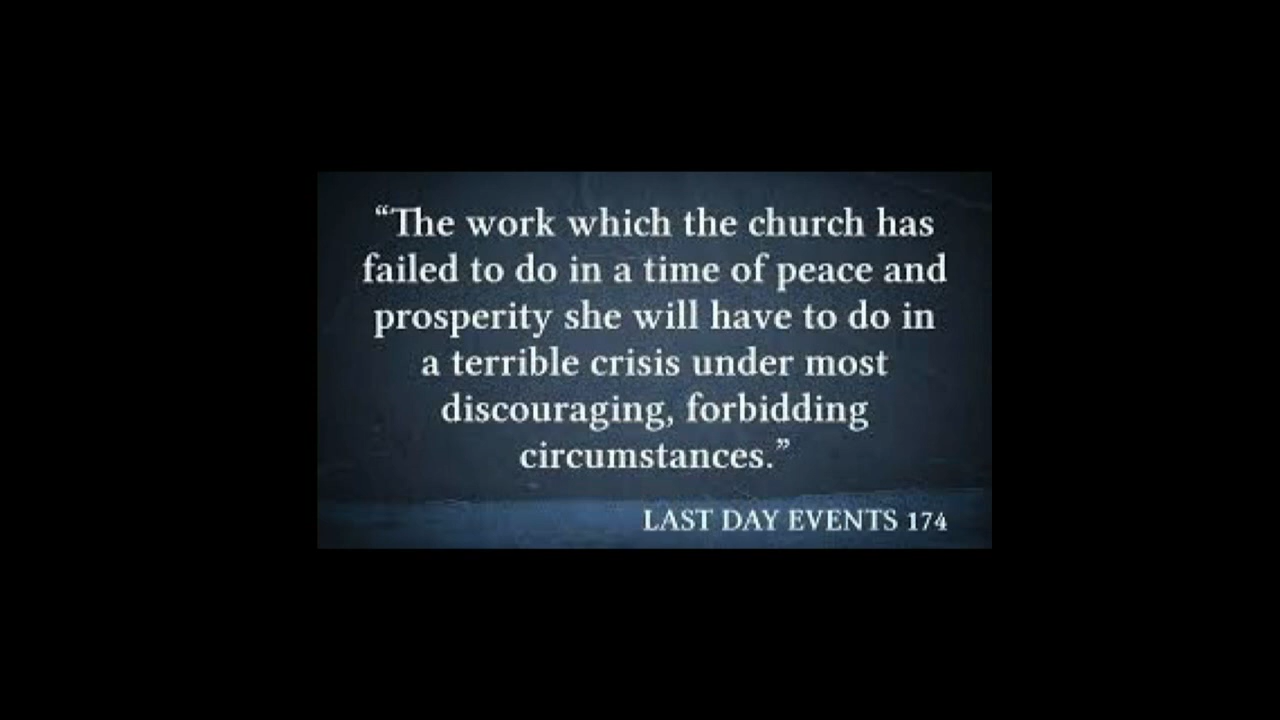 “The work which the church has
failed to do in a time of peace and
prosperity she will have to do in
a terrible crisis under most
discouraging, forbidding
circumstances.”
LAST DAY EVENTS 174